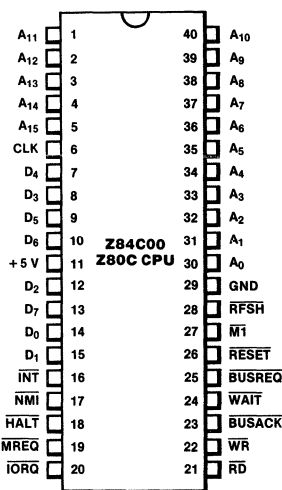 A11 1 40 A10
A12 2 39 A9
A13 3 38 A8
A14 4 37 A7
A15 5 36 A6
CLK 6 35 A5
D4 7 34 A4
D3 8 33 A3
D5 9 32 A2
D6 10 31 A1
Z84C00
Z80C CPU
+5 V 11 30 A0
D2 12 29 GND
D7 13 28 RFSH
D0 14 27 M1
D1 15 26 RESET
INT 16 25 BUSREQ
NMI 17 24 WAIT
HALT 18 23 BUSACK
MREQ 19 22 WR
IORQ 20 21 RD